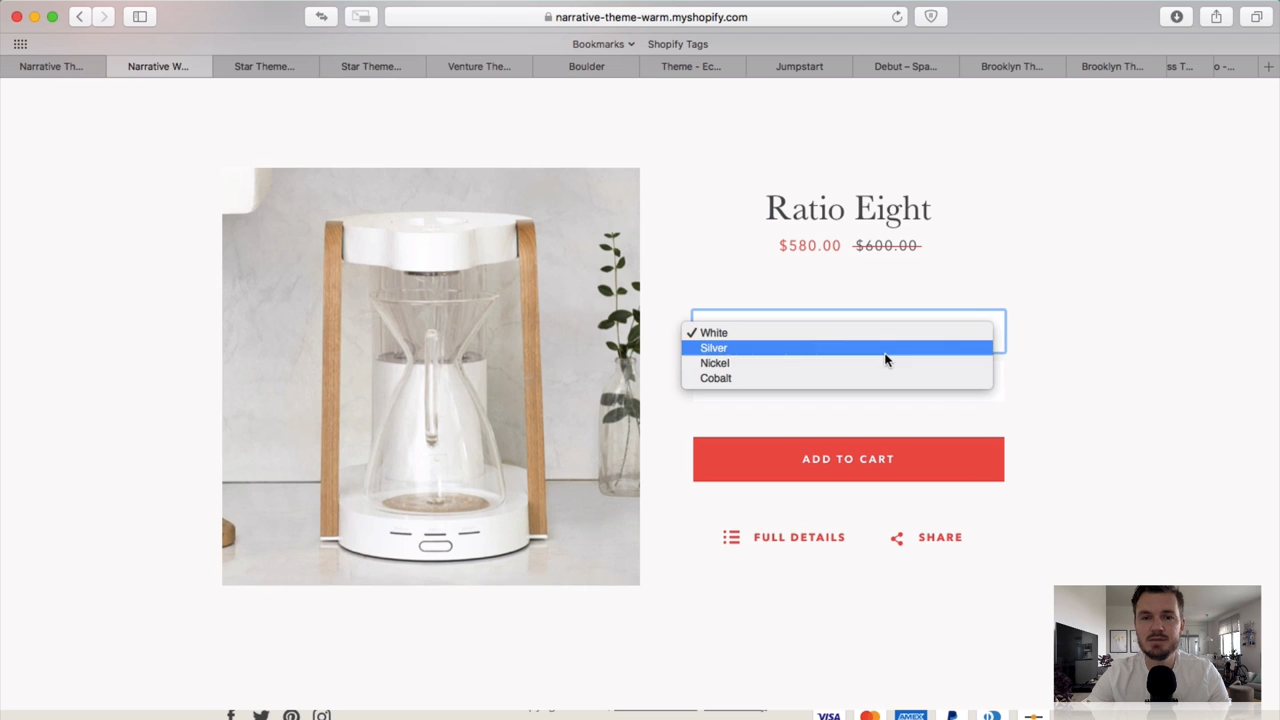 narrative-theme-warm.myshopify.com
Bookmarks Shopify Tags
Narrative Th... Narrative W... Star Theme... Star Theme... Venture The... Boulder Theme - Ec... Jumpstart Debut – Spa... Brooklyn Th... Brooklyn Th... ss T... o -...
Ratio Eight
$580.00 $600.00
White
Silver
Nickel
Cobalt
ADD TO CART
FULL DETAILS SHARE
VISA AMEX